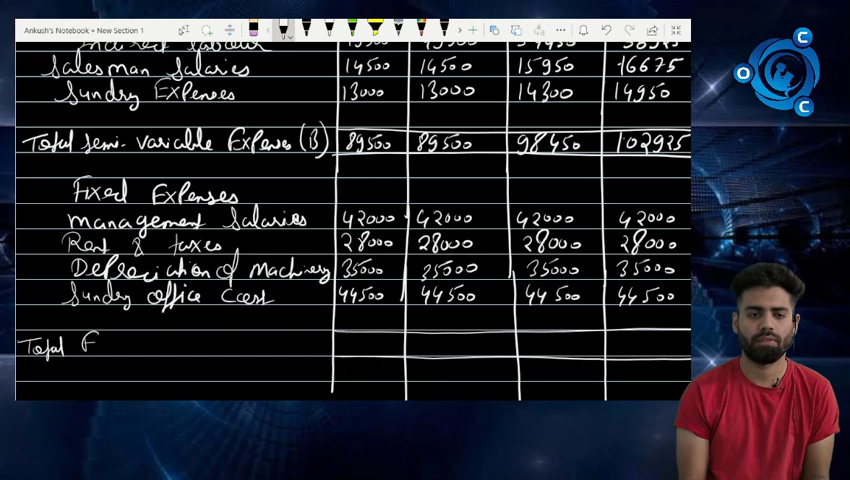 Ankush's Notebook > New Section 1
Indirect labour
Salesman Salaries 14500 14500 15950 16675
Sundry Expenses 13000 13000 14300 14950
Total Semi-Variable Expenses (B) 89500 89500 98450 102925
Fixed Expenses
Management Salaries 42000 42000 42000 42000
Rent & taxes 28000 28000 28000 28000
Depreciation of Machinery 35000 35000 35000 35000
Sundry office Cost 44500 44500 44500 44500
Total F
C
O
C